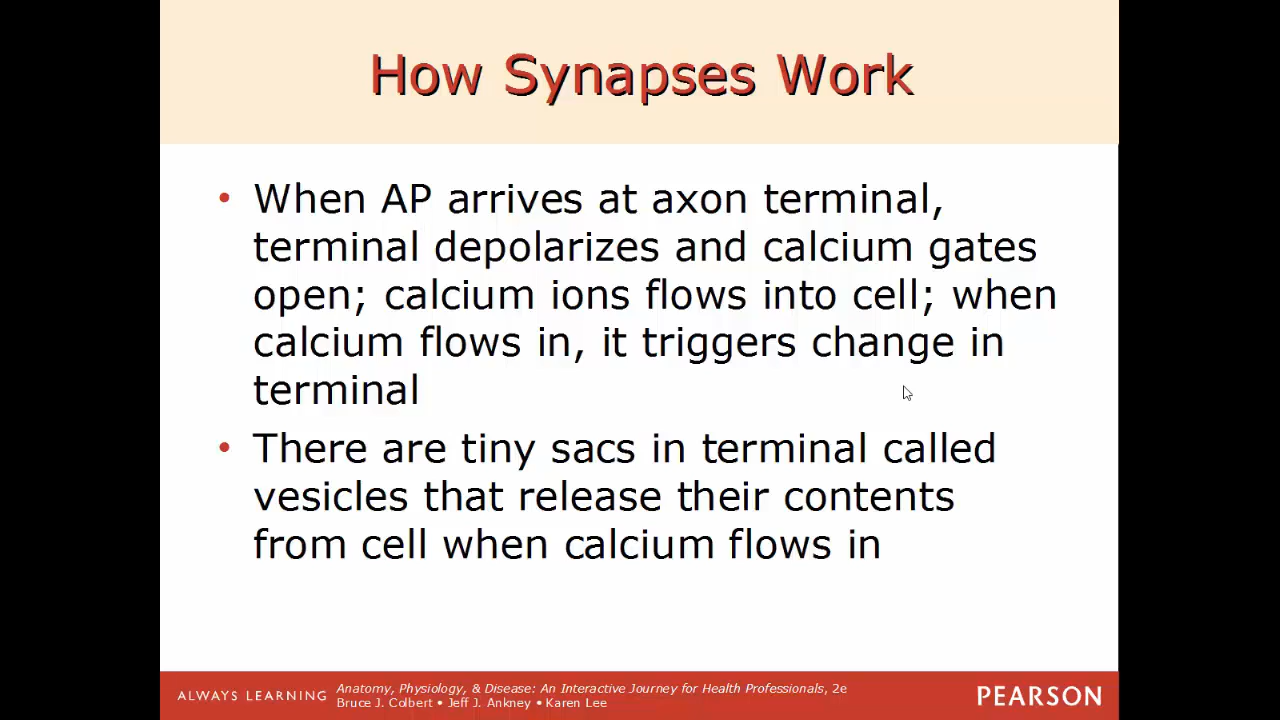 How Synapses Work
• When AP arrives at axon terminal,
terminal depolarizes and calcium gates
open; calcium ions flows into cell; when
calcium flows in, it triggers change in
terminal
• There are tiny sacs in terminal called
vesicles that release their contents
from cell when calcium flows in
ALWAYS LEARNING
Anatomy, Physiology, & Disease: An Interactive Journey for Health Professionals, 2e
Bruce J. Colbert • Jeff J. Ankney • Karen Lee
PEARSON